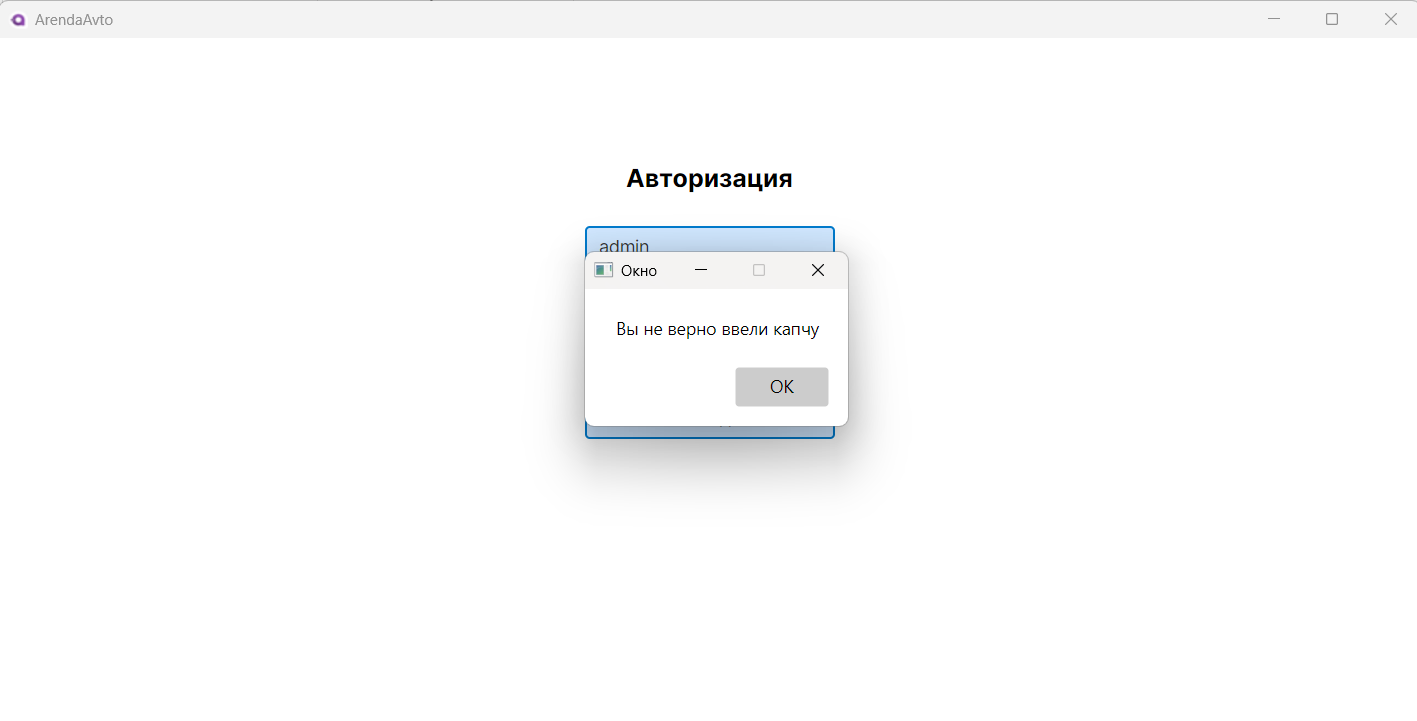 ArendaAvto
Авторизация
admin
Окно
Вы не верно ввели капчу
OK